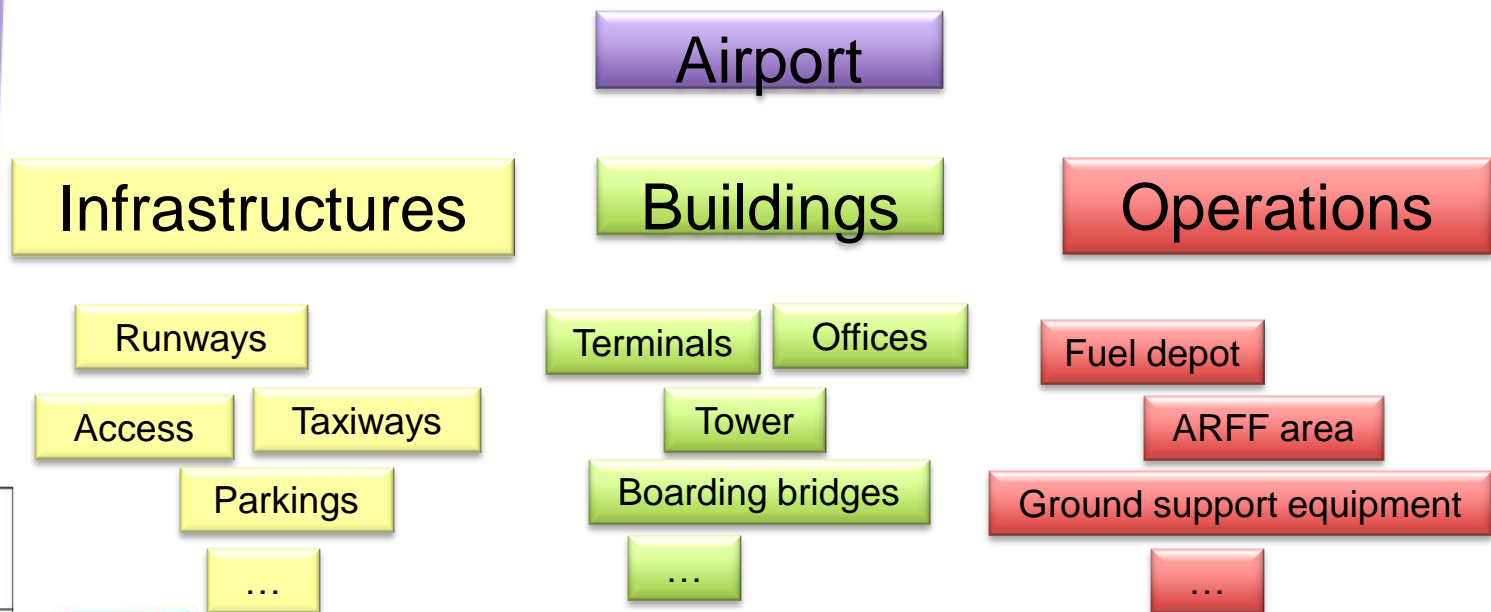 Airport
Infrastructures
Buildings
Operations
Runways
Access
Taxiways
Parkings
…
Terminals
Offices
Tower
Boarding bridges
…
Fuel depot
ARFF area
Ground support equipment
…